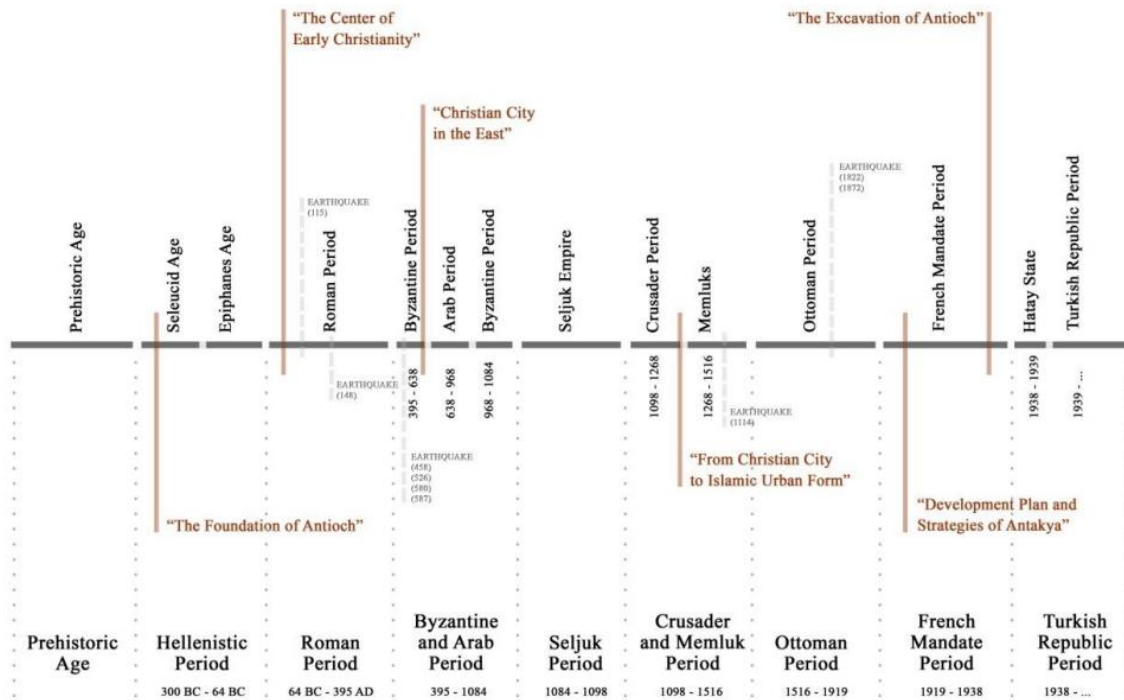 “The Center of
Early Christianity”
“The Excavation of Antioch”
“Christian City
in the East”
EARTHQUAKE
(115)
EARTHQUAKE
(1822)
(1872)
Prehistoric Age
Seleucid Age
Epiphanes Age
Roman Period
Byzantine Period
Arab Period
Byzantine Period
Seljuk Empire
Crusader Period
Memluks
Ottoman Period
French Mandate Period
Hatay State
Turkish Republic Period
395 - 638
638 - 968
968 - 1084
1098 - 1268
1268 - 1516
1938 - 1939
1939 - ...
EARTHQUAKE
(148)
EARTHQUAKE
(1114)
EARTHQUAKE
(458)
(526)
(580)
(587)
“From Christian City
to Islamic Urban Form”
“The Foundation of Antioch”
“Development Plan and
Strategies of Antakya”
Prehistoric
Age
Hellenistic
Period
300 BC - 64 BC
Roman
Period
64 BC - 395 AD
Byzantine
and Arab
Period
395 - 1084
Seljuk
Period
1084 - 1098
Crusader
and Memluk
Period
1098 - 1516
Ottoman
Period
1516 - 1919
French
Mandate
Period
1919 - 1938
Turkish
Republic
Period
1938 - ...